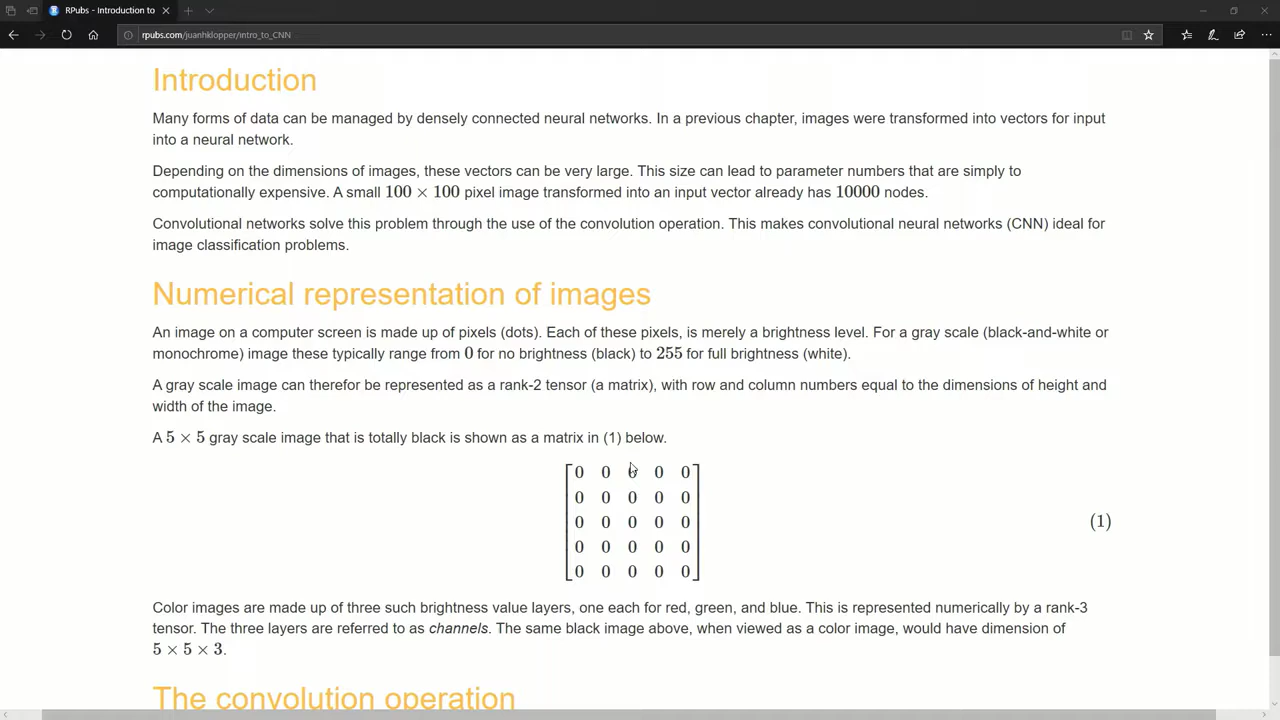 RPubs - Introduction to
rpubs.com/juanhklopper/intro_to_CNN
Introduction
Many forms of data can be managed by densely connected neural networks. In a previous chapter, images were transformed into vectors for input
into a neural network.
Depending on the dimensions of images, these vectors can be very large. This size can lead to parameter numbers that are simply to
computationally expensive. A small 100 × 100 pixel image transformed into an input vector already has 10000 nodes.
Convolutional networks solve this problem through the use of the convolution operation. This makes convolutional neural networks (CNN) ideal for
image classification problems.
Numerical representation of images
An image on a computer screen is made up of pixels (dots). Each of these pixels, is merely a brightness level. For a gray scale (black-and-white or
monochrome) image these typically range from 0 for no brightness (black) to 255 for full brightness (white).
A gray scale image can therefor be represented as a rank-2 tensor (a matrix), with row and column numbers equal to the dimensions of height and
width of the image.
A 5 × 5 gray scale image that is totally black is shown as a matrix in (1) below.
0 0 0 0 0
0 0 0 0 0
0 0 0 0 0 (1)
0 0 0 0 0
0 0 0 0 0
Color images are made up of three such brightness value layers, one each for red, green, and blue. This is represented numerically by a rank-3
tensor. The three layers are referred to as channels. The same black image above, when viewed as a color image, would have dimension of
5 × 5 × 3.
The convolution operation